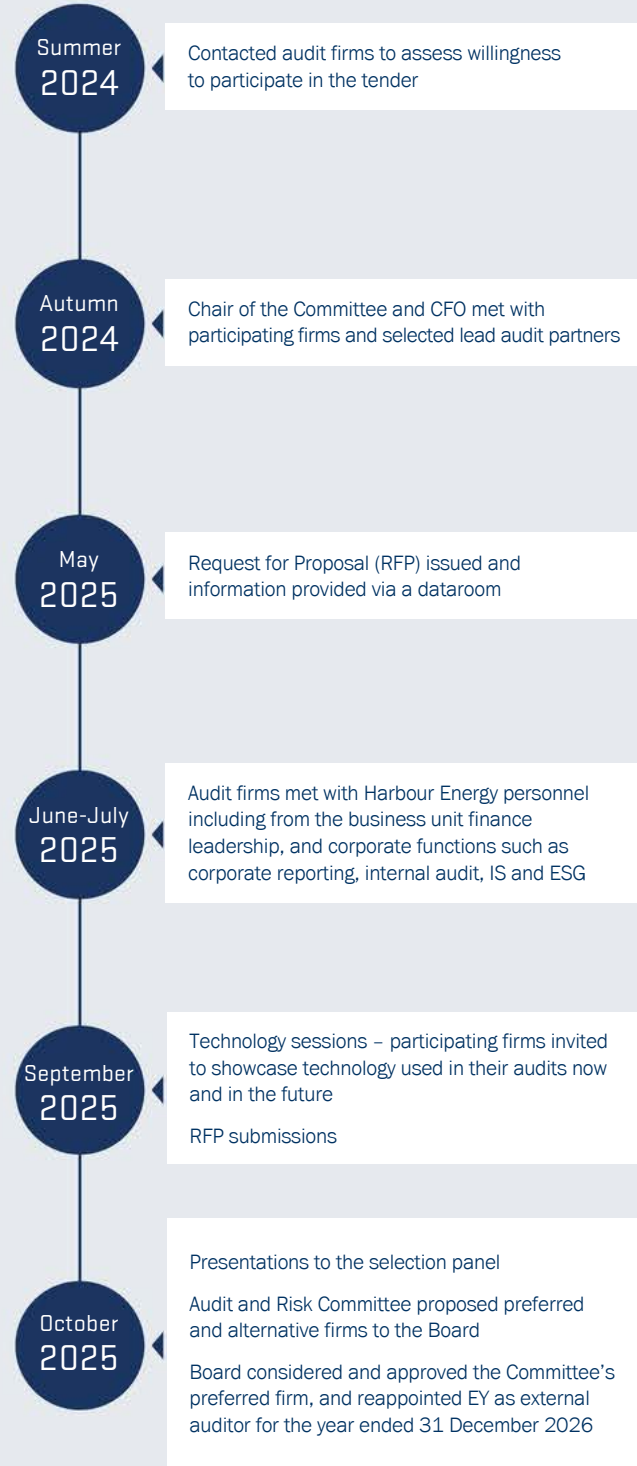 Summer
2024
Contacted audit firms to assess willingness
to participate in the tender
Autumn
2024
Chair of the Committee and CFO met with
participating firms and selected lead audit partners
May
2025
Request for Proposal (RFP) issued and
information provided via a dataroom
June-July
2025
Audit firms met with Harbour Energy personnel
including from the business unit finance
leadership, and corporate functions such as
corporate reporting, internal audit, IS and ESG
September
2025
Technology sessions – participating firms invited
to showcase technology used in their audits now
and in the future
RFP submissions
October
2025
Presentations to the selection panel
Audit and Risk Committee proposed preferred
and alternative firms to the Board
Board considered and approved the Committee’s
preferred firm, and reappointed EY as external
auditor for the year ended 31 December 2026